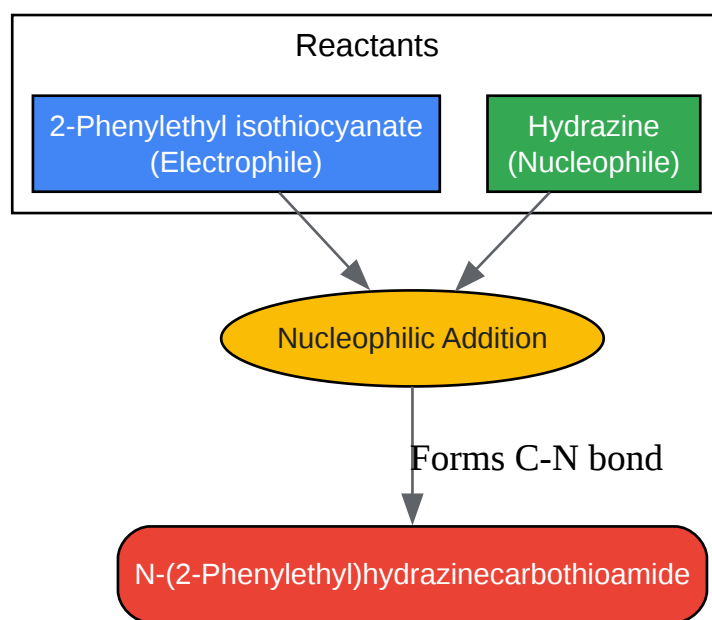 Reactants
2-Phenylethyl isothiocyanate
(Electrophile)
Hydrazine
(Nucleophile)
Nucleophilic Addition
Forms C-N bond
N-(2-Phenylethyl)hydrazinecarbothioamide